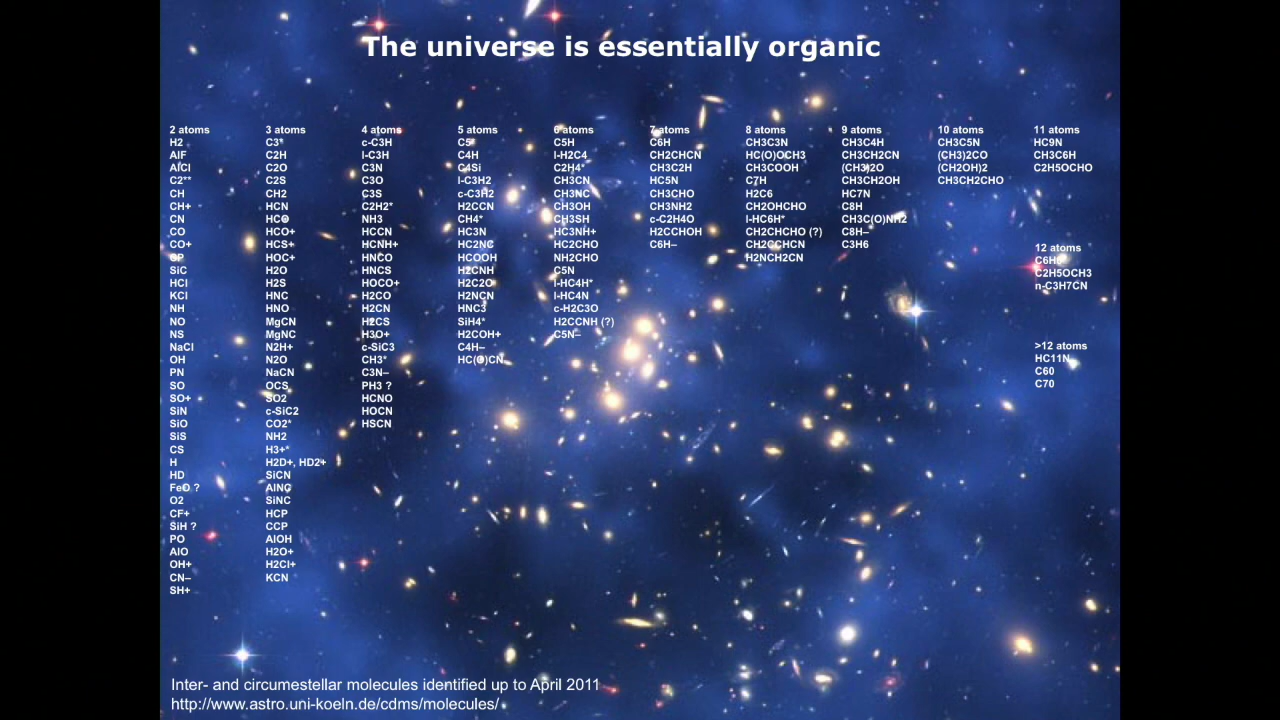 The universe is essentially organic
2 atoms
H2
AlF
AlCl
C2**
CH
CH+
CN
CO
CO+
CP
SiC
HCl
KCl
NH
NO
NS
NaCl
OH
PN
SO
SO+
SiN
SiO
SiS
CS
H
HD
FeO ?
O2
CF+
SiH ?
PO
AlO
OH+
CN–
SH+
3 atoms
C3*
C2H
C2O
C2S
CH2
HCN
HCO
HCO+
HCS+
HOC+
H2O
H2S
HNC
HNO
MgCN
MgNC
N2H+
N2O
NaCN
OCS
SO2
c-SiC2
CO2*
NH2
H3+*
H2D+, HD2+
SiCN
AlNC
SiNC
HCP
CCP
AlOH
H2O+
H2Cl+
KCN
4 atoms
c-C3H
l-C3H
C3N
C3O
C3S
C2H2*
NH3
HCCN
HCNH+
HNCO
HNCS
HOCO+
H2CO
H2CN
H2CS
H3O+
c-SiC3
CH3*
C3N–
PH3 ?
HCNO
HOCN
HSCN
5 atoms
C5*
C4H
C4Si
l-C3H2
c-C3H2
H2CCN
CH4*
HC3N
HC2NC
HCOOH
H2CNH
H2C2O
H2NCN
HNC3
SiH4*
H2COH+
C4H–
HC(O)CN
6 atoms
C5H
l-H2C4
C2H4*
CH3CN
CH3NC
CH3OH
CH3SH
HC3NH+
HC2CHO
NH2CHO
C5N
l-HC4H*
l-HC4N
c-H2C3O
H2CCNH (?)
C5N–
7 atoms
C6H
CH2CHCN
CH3C2H
HC5N
CH3CHO
CH3NH2
c-C2H4O
H2CCHOH
C6H–
8 atoms
CH3C3N
HC(O)OCH3
CH3COOH
C7H
H2C6
CH2OHCHO
l-HC6H*
CH2CHCHO (?)
CH2CCHCN
H2NCH2CN
9 atoms
CH3C4H
CH3CH2CN
(CH3)2O
CH3CH2OH
HC7N
C8H
CH3C(O)NH2
C8H–
C3H6
10 atoms
CH3C5N
(CH3)2CO
(CH2OH)2
CH3CH2CHO
11 atoms
HC9N
CH3C6H
C2H5OCHO
12 atoms
C2H5OCH3
n-C3H7CN
>12 atoms
HC11N
C60
C70
Inter- and circumestellar molecules identified up to April 2011
http://www.astro.uni-koeln.de/cdms/molecules/